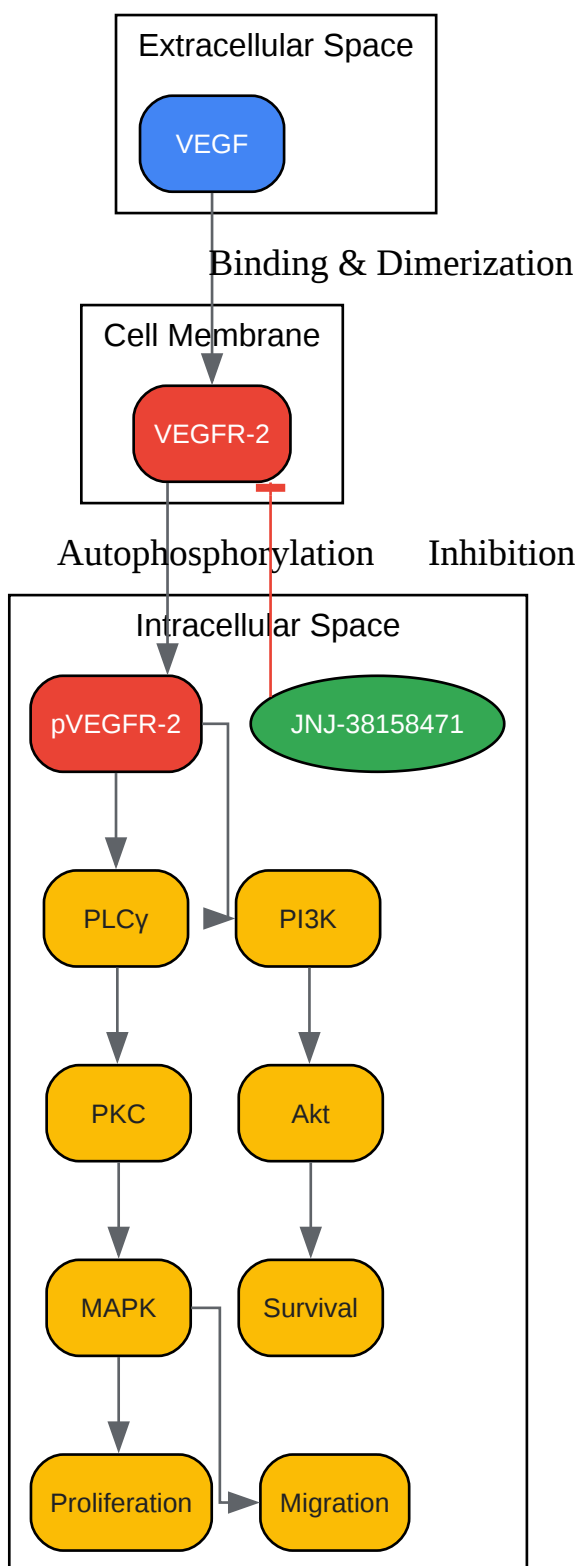 Extracellular Space
VEGF
Binding & Dimerization
Cell Membrane
VEGFR-2
Autophosphorylation
Inhibition
Intracellular Space
pVEGFR-2
JNJ-38158471
PLCγ
PI3K
PKC
Akt
MAPK
Survival
Proliferation
Migration